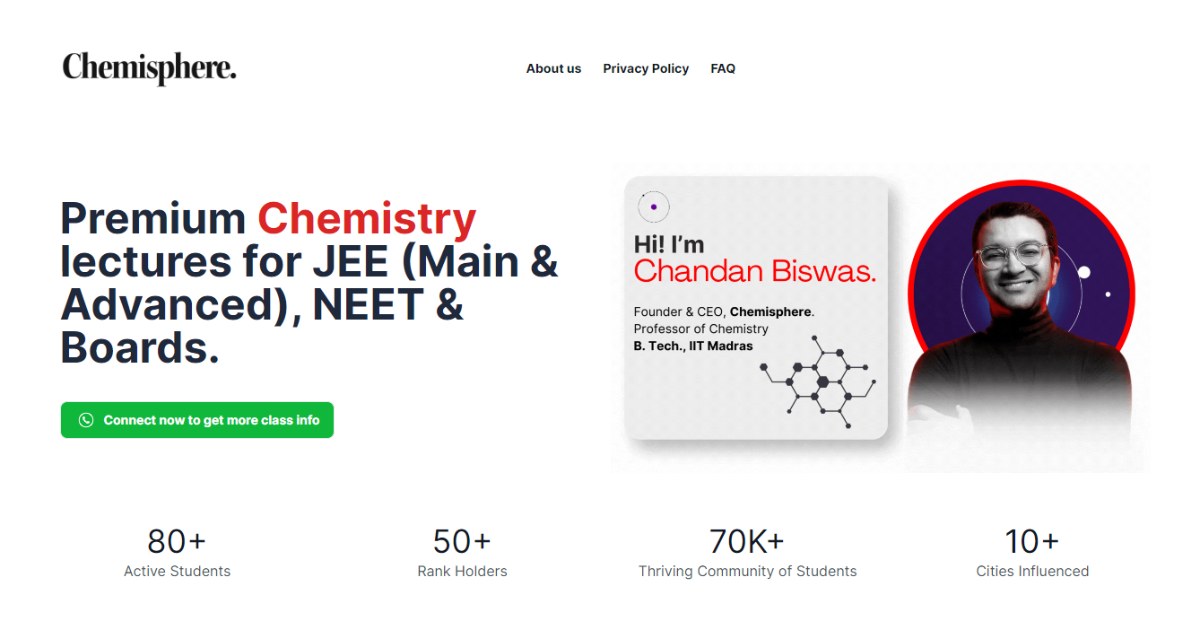 Chemisphere.
About us
Privacy Policy
FAQ
Premium Chemistry
lectures for JEE (Main &
Advanced), NEET &
Boards.
Connect now to get more class info
Hi! I’m
Chandan Biswas.
Founder & CEO, Chemisphere.
Professor of Chemistry
B. Tech., IIT Madras
80+
Active Students
50+
Rank Holders
70K+
Thriving Community of Students
10+
Cities Influenced